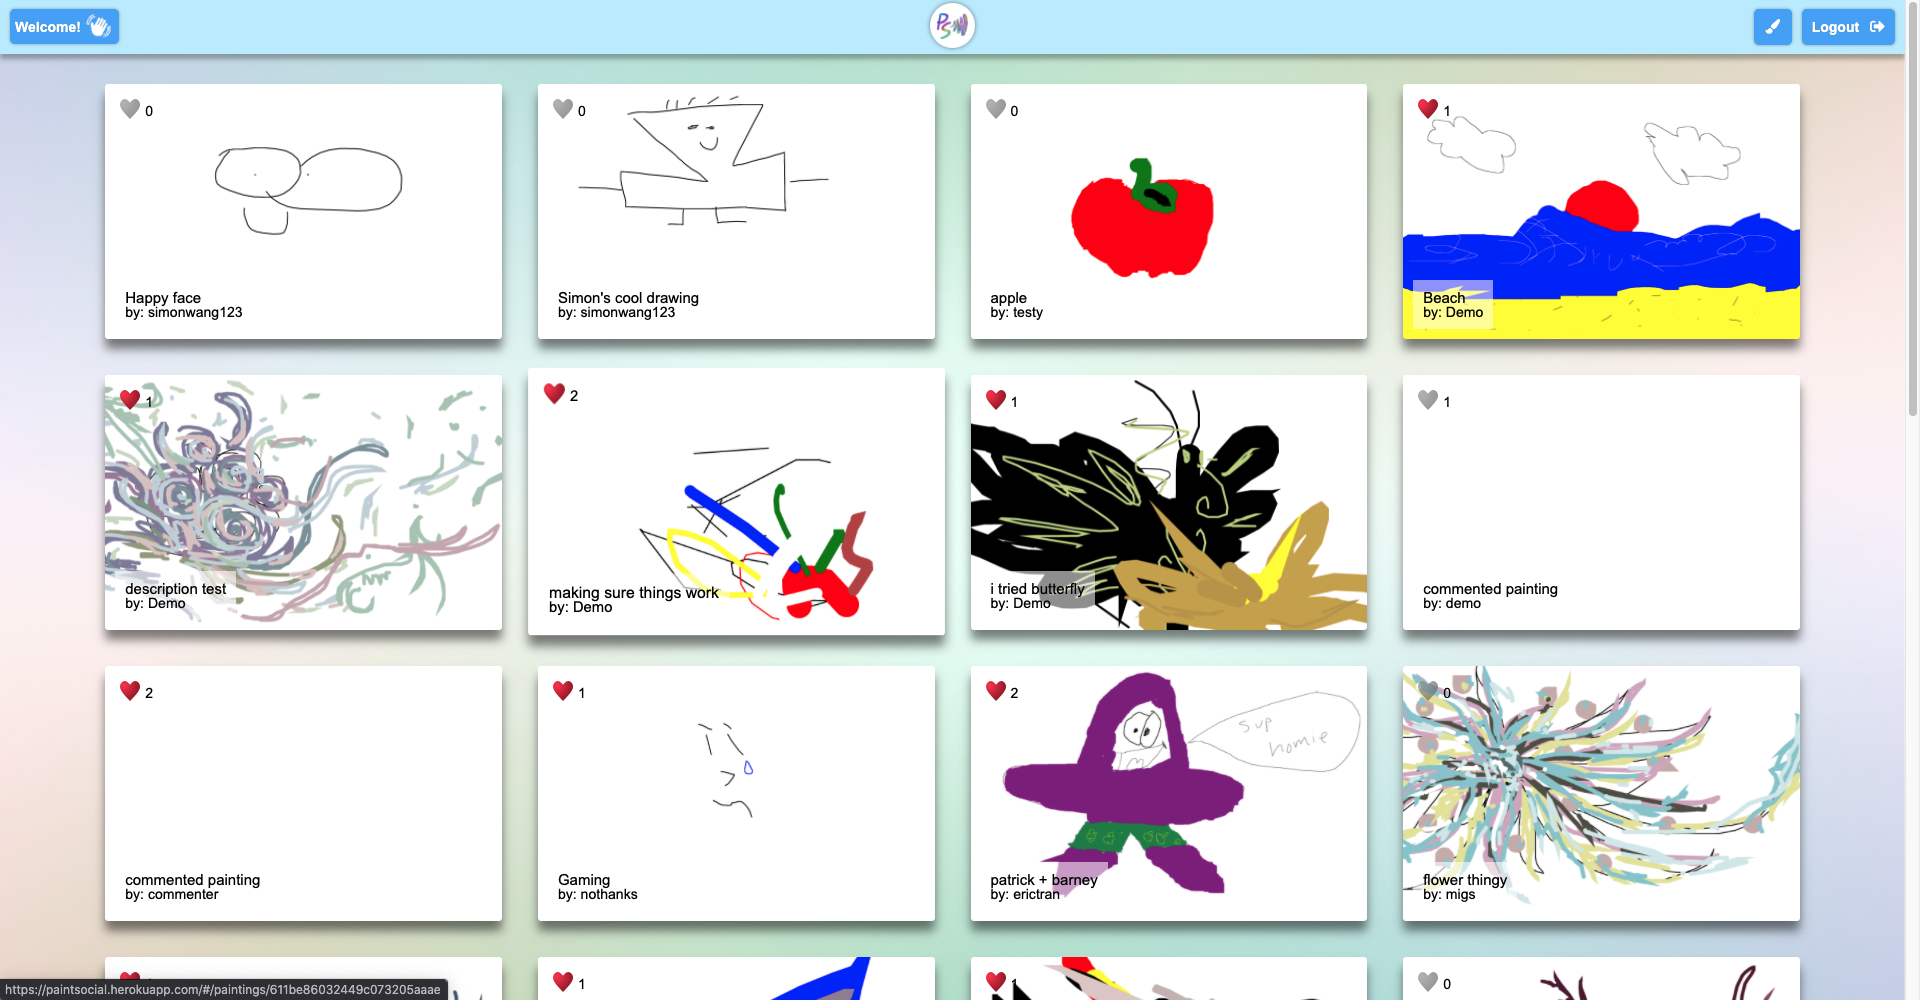 Welcome!
PS
Logout
0
0
0
1
Happy face
by: simonwang123
Simon's cool drawing
by: simonwang123
apple
by: testy
Beach
by: Demo
1
2
1
1
description test
by: Demo
making sure things work
by: Demo
i tried butterfly
by: Demo
commented painting
by: demo
2
1
2
0
sup
homie
commented painting
by: commenter
Gaming
by: nothanks
patrick + barney
by: erictran
flower thingy
by: migs
1
1
0
https://paintsocial.herokuapp.com/#/paintings/611be86032449c073205aaae